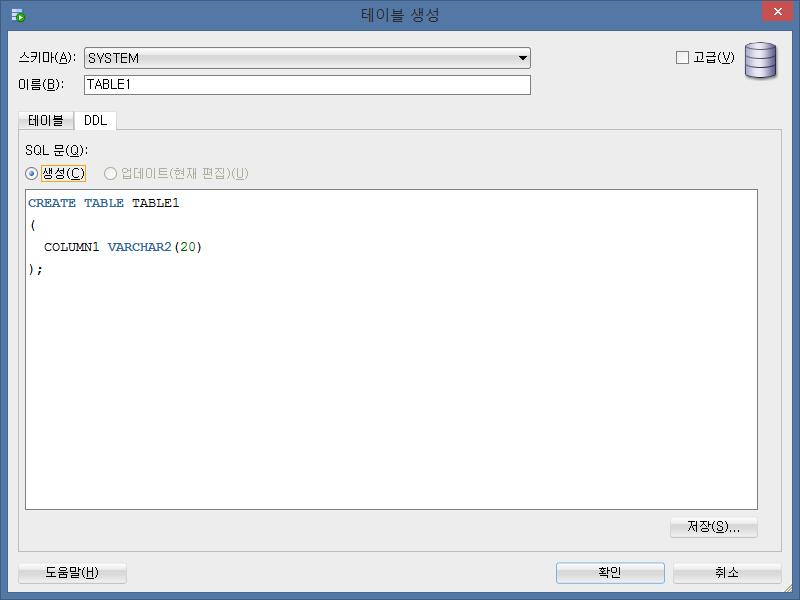 테이블 생성
스키마(A): SYSTEM 고급(V)
이름(B): TABLE1
테이블 DDL
SQL 문(Q):
생성(C) 업데이트(현재 편집)(U)
CREATE TABLE TABLE1
(
COLUMN1 VARCHAR2(20)
);
저장(S)...
도움말(H) 확인 취소